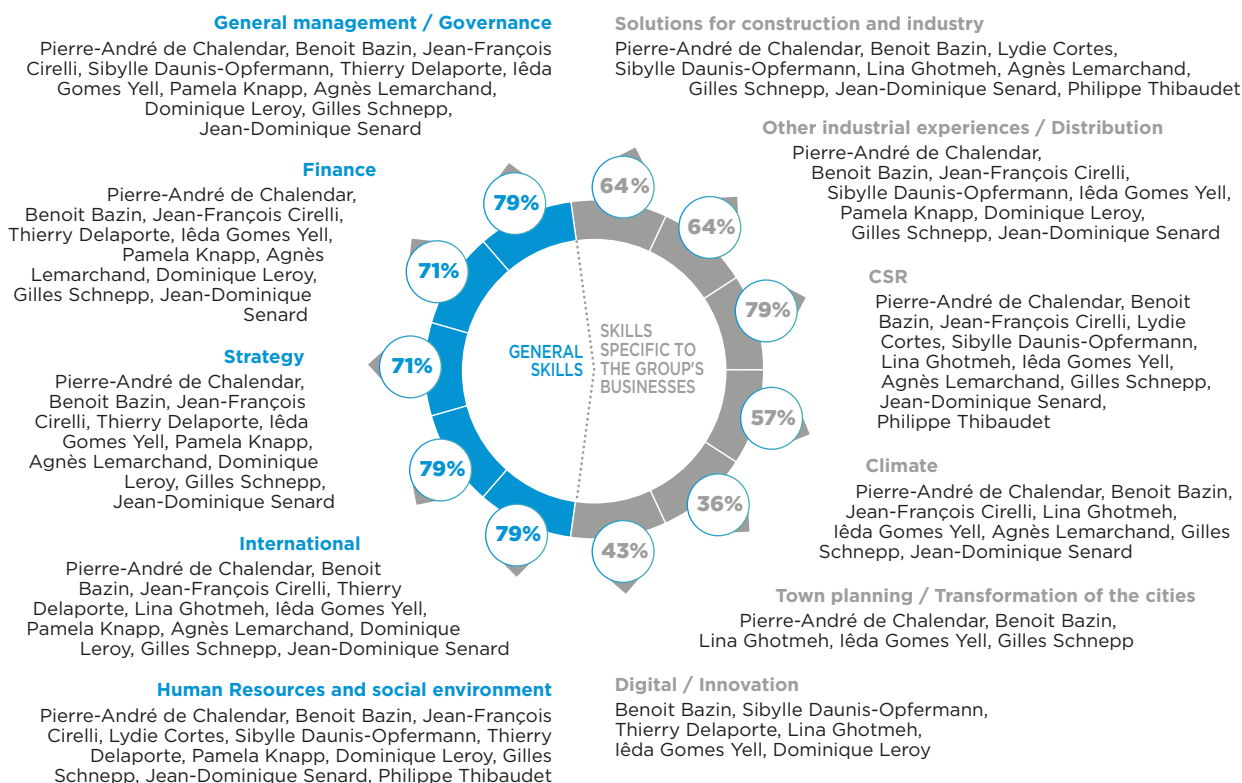 General management / Governance
Pierre-André de Chalendar, Benoit Bazin, Jean-François
Cirelli, Sibylle Daunis-Opfermann, Thierry Delaporte, Iêda
Gomes Yell, Pamela Knapp, Agnès Lemarchand,
Dominique Leroy, Gilles Schnepp,
Jean-Dominique Senard
Finance
Pierre-André de Chalendar,
Benoit Bazin, Jean-François Cirelli,
Thierry Delaporte, Iêda Gomes Yell,
Pamela Knapp, Agnès
Lemarchand, Dominique Leroy,
Gilles Schnepp, Jean-Dominique
Senard
Strategy
Pierre-André de Chalendar,
Benoit Bazin, Jean-François
Cirelli, Thierry Delaporte, Iêda
Gomes Yell, Pamela Knapp,
Agnès Lemarchand, Dominique
Leroy, Gilles Schnepp,
Jean-Dominique Senard
International
Pierre-André de Chalendar, Benoit
Bazin, Jean-François Cirelli, Thierry
Delaporte, Lina Ghotmeh, Iêda Gomes Yell,
Pamela Knapp, Agnès Lemarchand, Dominique
Leroy, Gilles Schnepp, Jean-Dominique Senard
Human Resources and social environment
Pierre-André de Chalendar, Benoit Bazin, Jean-François
Cirelli, Lydie Cortes, Sibylle Daunis-Opfermann, Thierry
Delaporte, Pamela Knapp, Dominique Leroy, Gilles
Schnepp, Jean-Dominique Senard, Philippe Thibaudet
79%
71%
71%
79%
79%
GENERAL
SKILLS
SKILLS
SPECIFIC TO
THE GROUP'S
BUSINESSES
64%
64%
79%
57%
36%
43%
Solutions for construction and industry
Pierre-André de Chalendar, Benoit Bazin, Lydie Cortes,
Sibylle Daunis-Opfermann, Lina Ghotmeh, Agnès Lemarchand,
Gilles Schnepp, Jean-Dominique Senard, Philippe Thibaudet
Other industrial experiences / Distribution
Pierre-André de Chalendar,
Benoit Bazin, Jean-François Cirelli,
Sibylle Daunis-Opfermann, Iêda Gomes Yell,
Pamela Knapp, Dominique Leroy,
Gilles Schnepp, Jean-Dominique Senard
CSR
Pierre-André de Chalendar, Benoit
Bazin, Jean-François Cirelli, Lydie
Cortes, Sibylle Daunis-Opfermann,
Lina Ghotmeh, Iêda Gomes Yell,
Agnès Lemarchand, Gilles Schnepp,
Jean-Dominique Senard,
Philippe Thibaudet
Climate
Pierre-André de Chalendar, Benoit Bazin,
Jean-François Cirelli, Lina Ghotmeh,
Iêda Gomes Yell, Agnès Lemarchand, Gilles
Schnepp, Jean-Dominique Senard
Town planning / Transformation of the cities
Pierre-André de Chalendar, Benoit Bazin,
Lina Ghotmeh, Iêda Gomes Yell, Gilles Schnepp
Digital / Innovation
Benoit Bazin, Sibylle Daunis-Opfermann,
Thierry Delaporte, Lina Ghotmeh,
Iêda Gomes Yell, Dominique Leroy